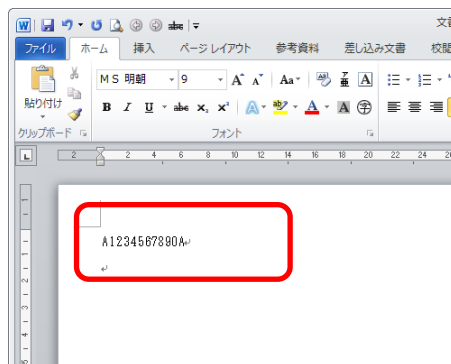 文書
ファイル ホーム 挿入 ページ レイアウト 参考資料 差し込み文書 校閲
貼り付け
MS 明朝 9
B I U abc X₂ X²
クリップボード フォント
L 2 2 4 6 8 10 12 14 16 18 20 22 24 26
A1234567890A↵
↵